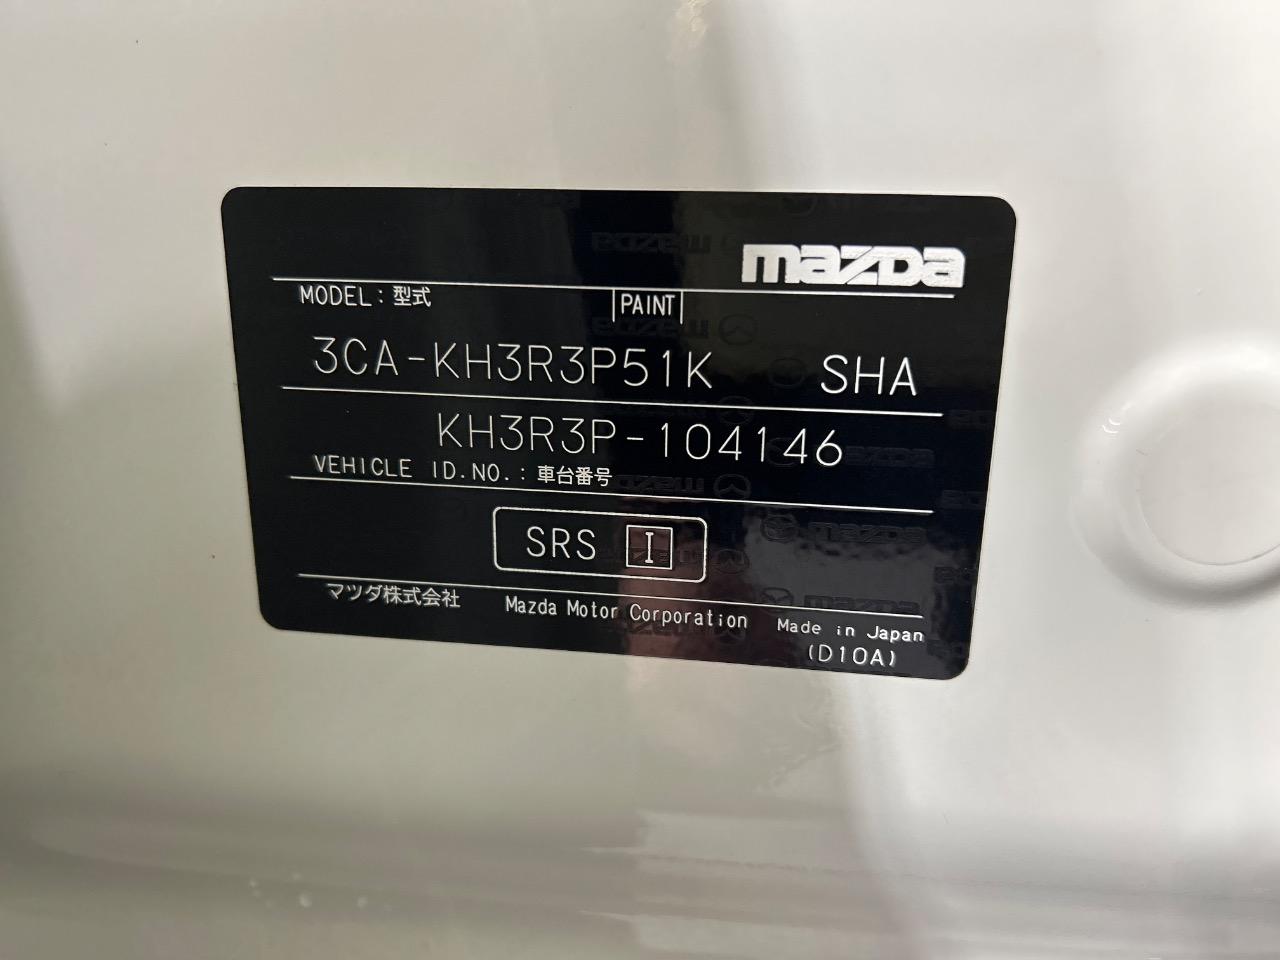 mazda
MODEL:型式 PAINT
3CA-KH3R3P51K SHA
KH3R3P-104146
VEHICLE ID.NO.:車台番号
SRS I
マツダ株式会社 Mazda Motor Corporation Made in Japan
(D10A)